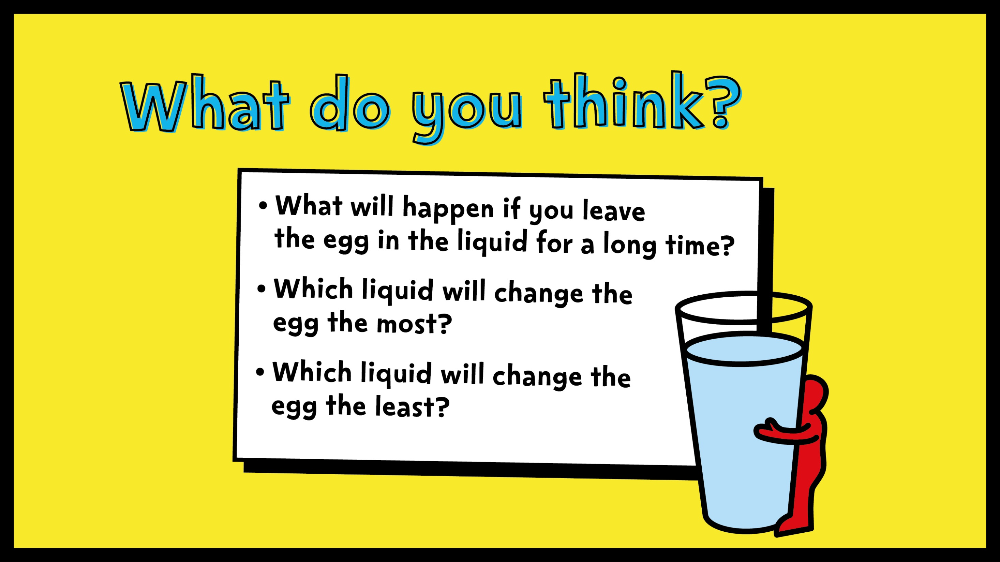 What do you think?
• What will happen if you leave
the egg in the liquid for a long time?
• Which liquid will change the
egg the most?
• Which liquid will change the
egg the least?